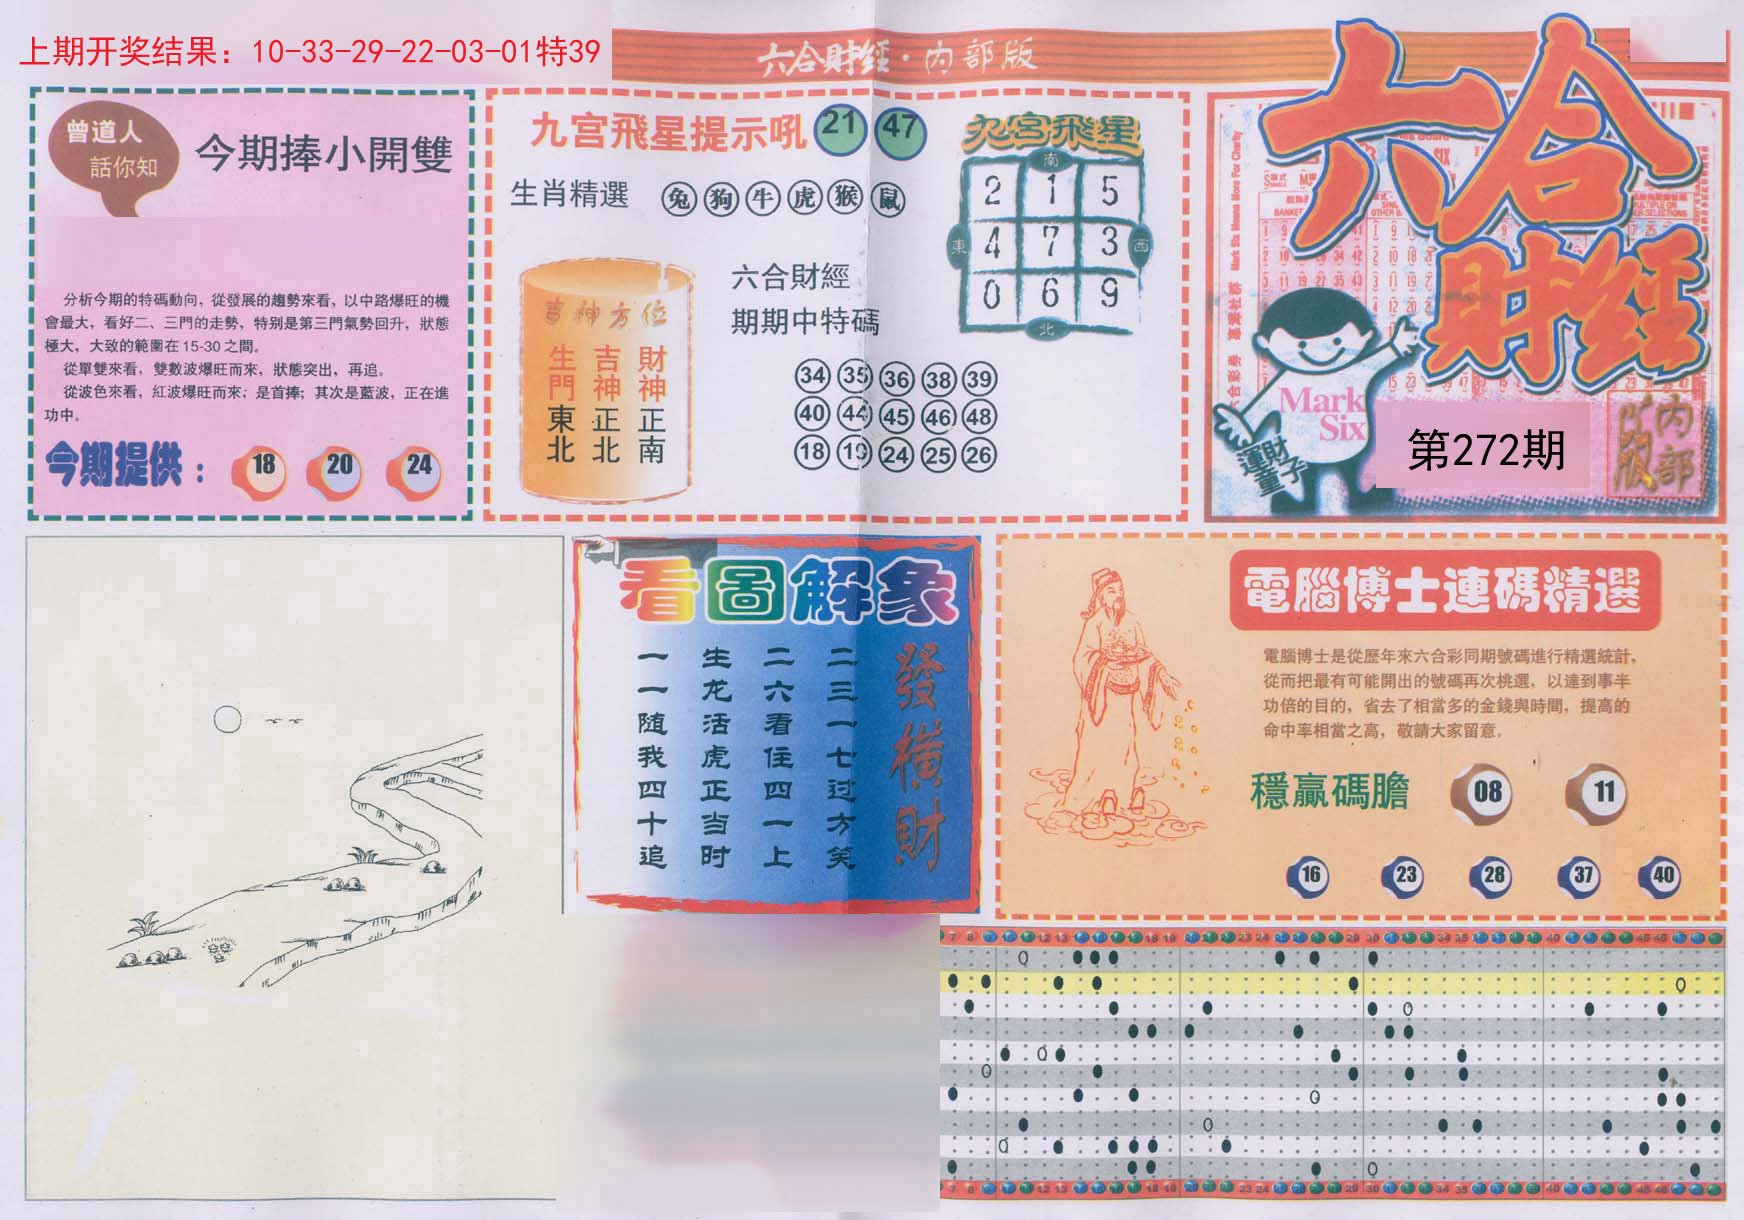 上期开奖结果：10-33-29-22-03-01特39
六合財經·内部版
曾道人
話你知
今期捧小開雙
分析今期的特碼動向，從發展的趨勢來看，以中路爆旺的機
會最大，看好二、三門的走勢，特別是第三門氣勢回升，狀態
極大，大致的範圍在15-30之間。
從單雙來看，雙數波爆旺而來，狀態突出，再追。
從波色來看，紅波爆旺而來；是首捧；其次是藍波，正在進
功中。
今期提供： 18 20 24
九宮飛星提示吼 21 47
生肖精選 兔 狗 牛 虎 猴 鼠
吉神方位
生門東北
吉神正北
財神正南
六合財經
期期中特碼
34 35 36 38 39
40 44 45 46 48
18 19 24 25 26
九宮飛星
南
2 1 5
東 4 7 3 西
0 6 9
北
六合
財經
Mark Six Means More For Charity
Mark
Six
運財
童子
第272期
内部版
看圖解象
發橫財
二三一七过方笑
二六看住四一上
生龙活虎正当时
一一随我四十追
電腦博士連碼精選
電腦博士是從歷年來六合彩同期號碼進行精選統計，
從而把最有可能開出的號碼再次桃選，以達到事半
功倍的目的，省去了相當多的金錢與時間，提高的
命中率相當之高，敬請大家留意。
穩贏碼膽 08 11
16 23 28 37 40